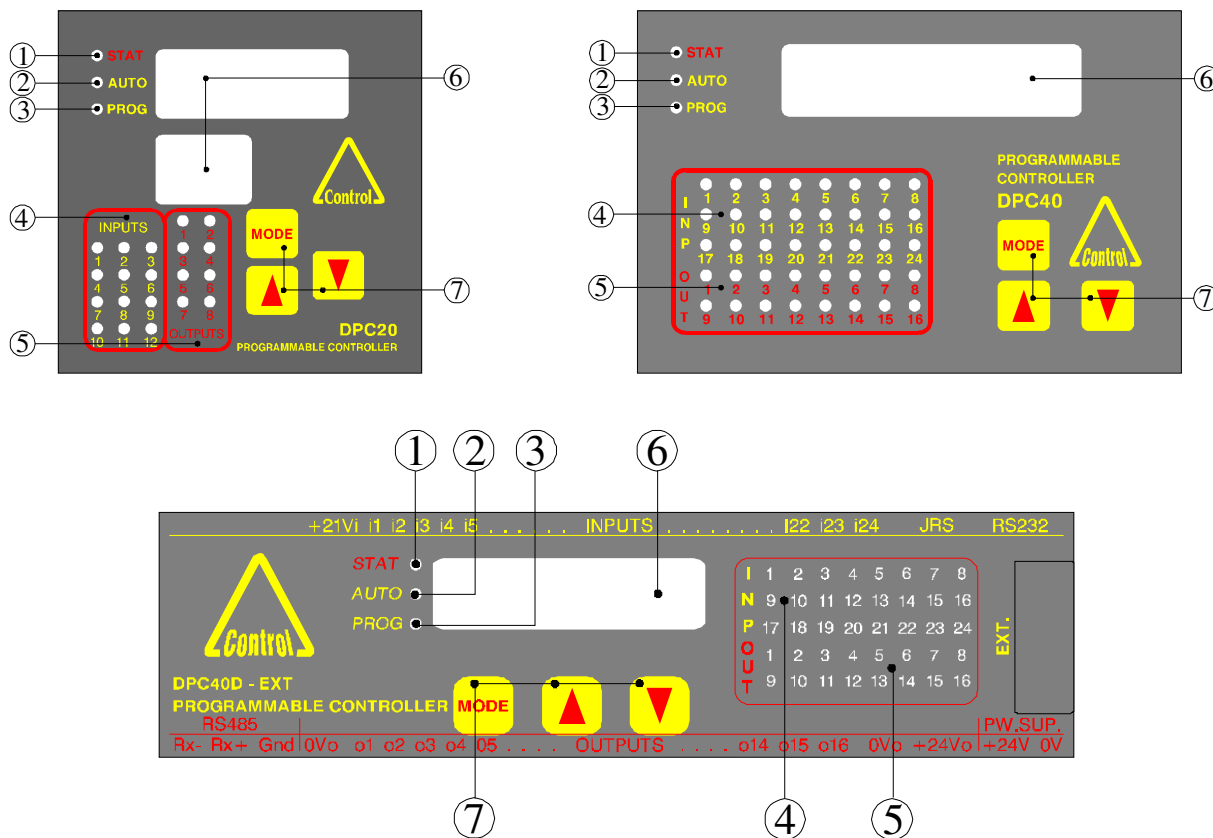 ① STAT
② AUTO ⑥
③ PROG
Control
④
INPUTS
1 2
1 2 3 3 4
4 5 6 5 6
7 8 9 7 8
10 11 12 OUTPUTS
⑤
MODE
⑦
DPC20
PROGRAMMABLE CONTROLLER
① STAT
② AUTO ⑥
③ PROG
PROGRAMMABLE
CONTROLLER
DPC40
④
⑤
INP
1 2 3 4 5 6 7 8
9 10 11 12 13 14 15 16
17 18 19 20 21 22 23 24
OUT
1 2 3 4 5 6 7 8
9 10 11 12 13 14 15 16
MODE
Control
⑦
① ② ③ ⑥
+21Vi i1 i2 i3 i4 i5 . . . . . . INPUTS . . . . . . . . I22 i23 i24 JRS RS232
STAT
AUTO
PROG
Control
INP
1 2 3 4 5 6 7 8
9 10 11 12 13 14 15 16
17 18 19 20 21 22 23 24
OUT
1 2 3 4 5 6 7 8
9 10 11 12 13 14 15 16
EXT.
DPC40D - EXT
PROGRAMMABLE CONTROLLER
MODE
RS485 PW.SUP.
Rx- Rx+ Gnd 0Vo o1 o2 o3 o4 05 . . . . OUTPUTS . . . . o14 o15 o16 0Vo +24Vo +24V 0V
⑦ ④ ⑤